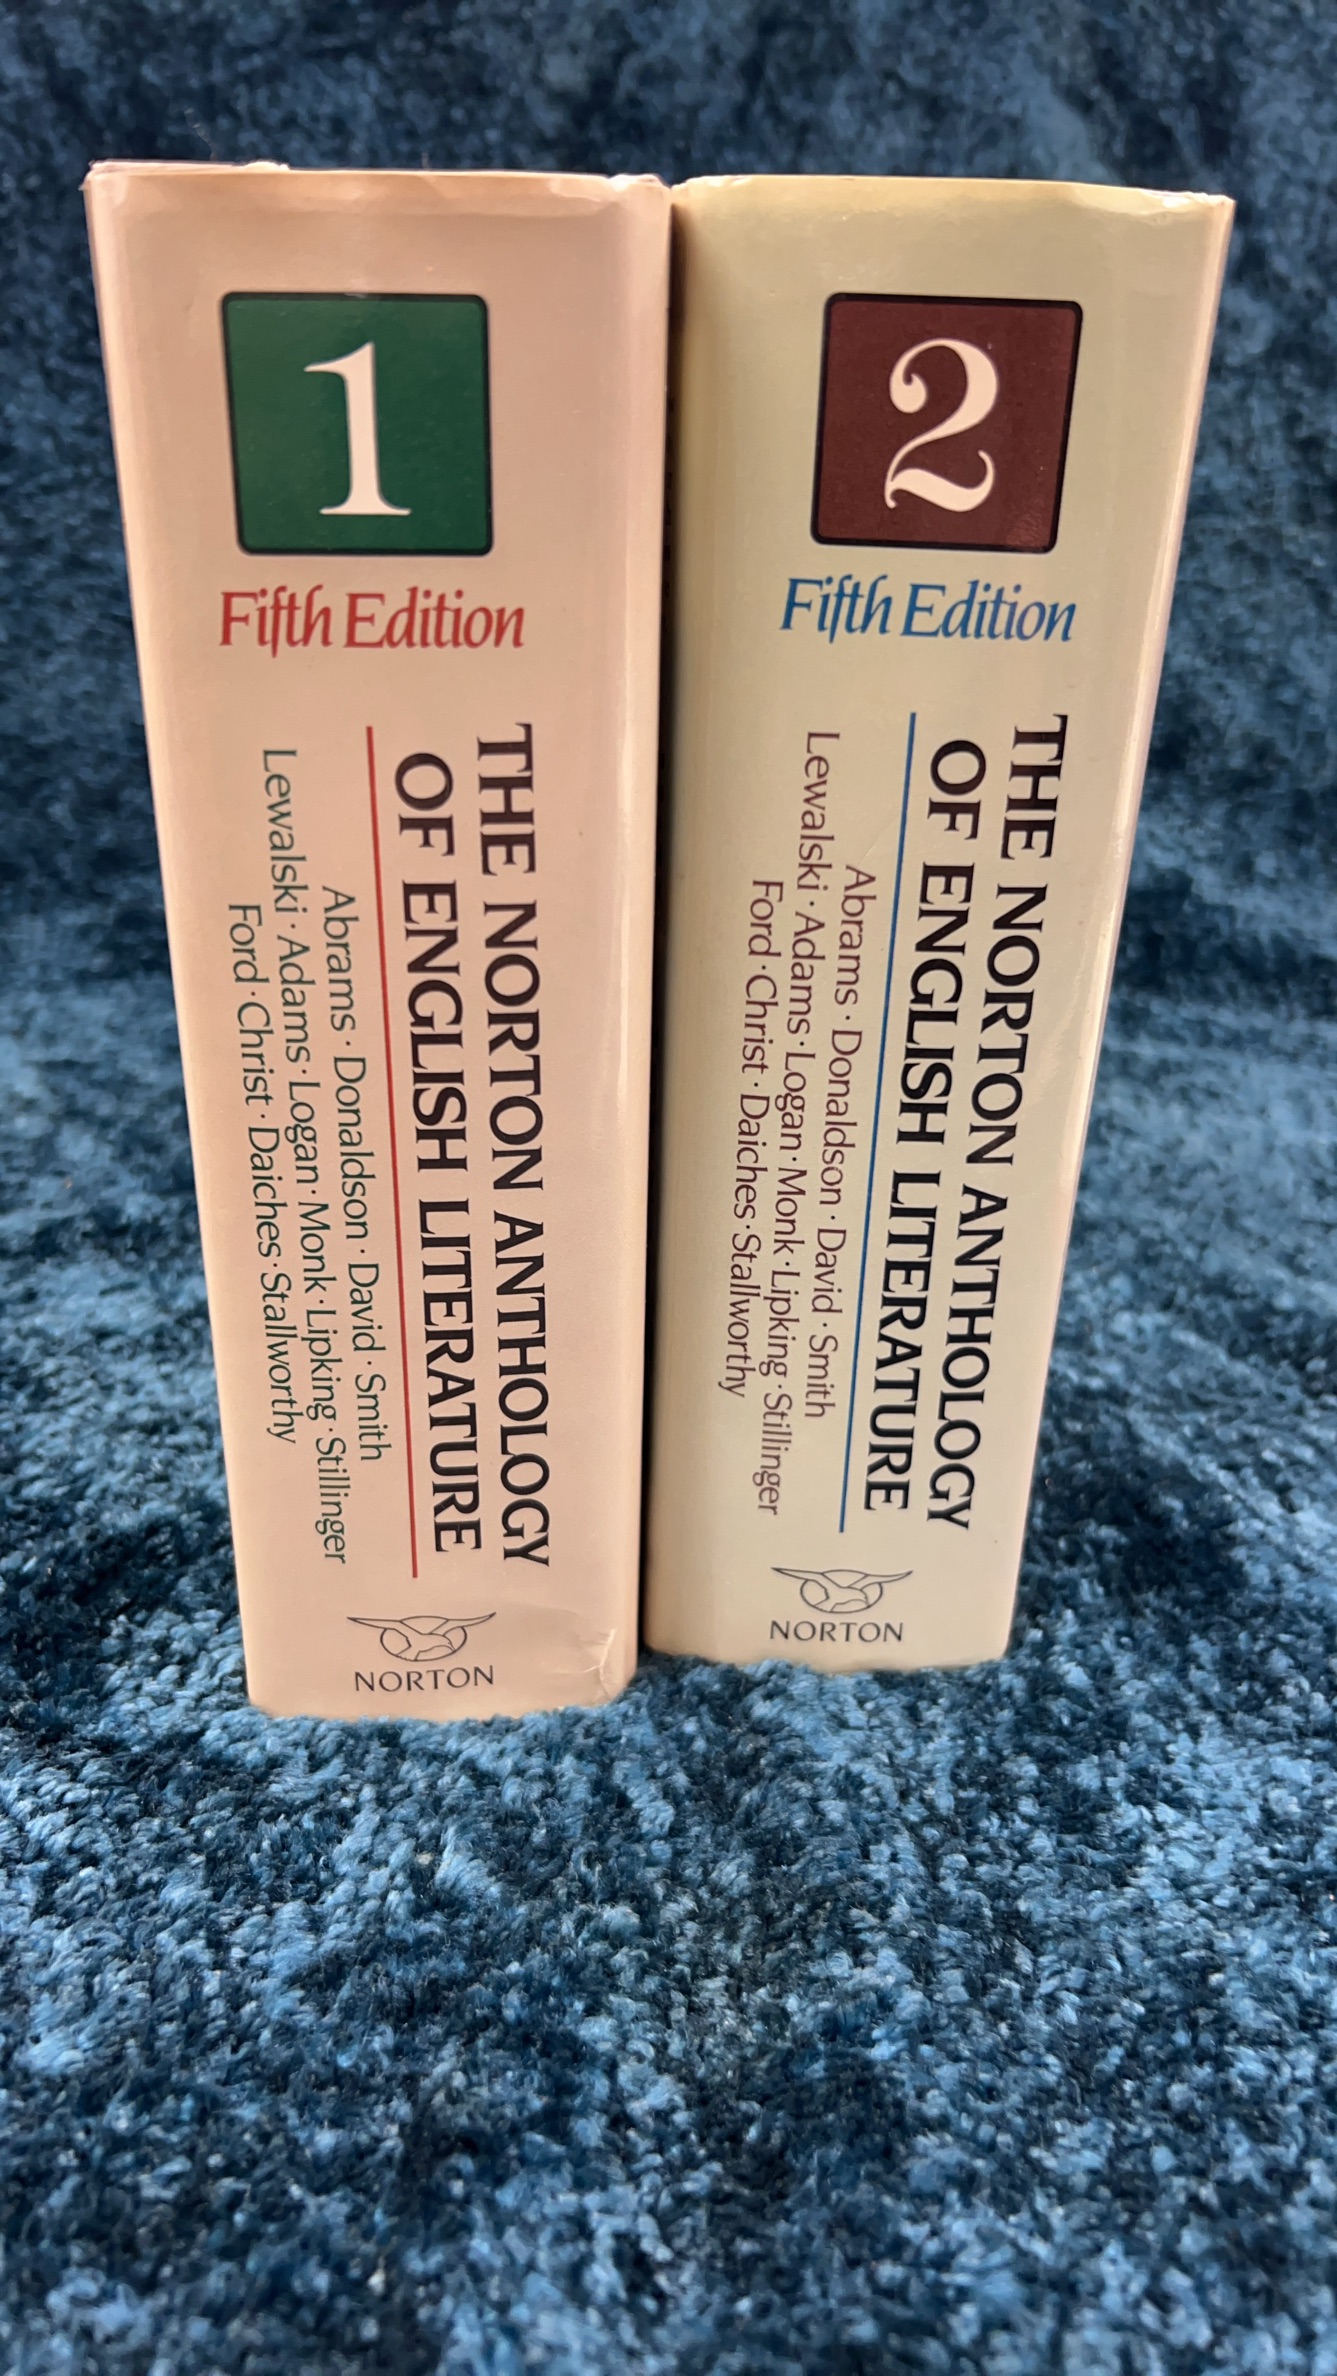 1
Fifth Edition
THE NORTON ANTHOLOGY
OF ENGLISH LITERATURE
Abrams · Donaldson · David · Smith
Lewalski · Adams · Logan · Monk · Lipking · Stillinger
Ford · Christ · Daiches · Stallworthy
NORTON
2
Fifth Edition
THE NORTON ANTHOLOGY
OF ENGLISH LITERATURE
Abrams · Donaldson · David · Smith
Lewalski · Adams · Logan · Monk · Lipking · Stillinger
Ford · Christ · Daiches · Stallworthy
NORTON